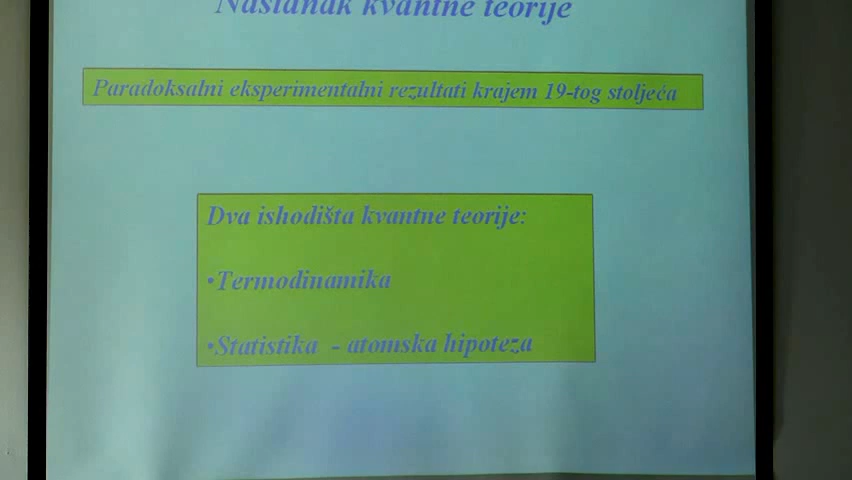 Nastanak kvantne teorije
Paradoksalni eksperimentalni rezultati krajem 19-tog stoljeća
Dva ishodišta kvantne teorije:
•Termodinamika
•Statistika - atomska hipoteza